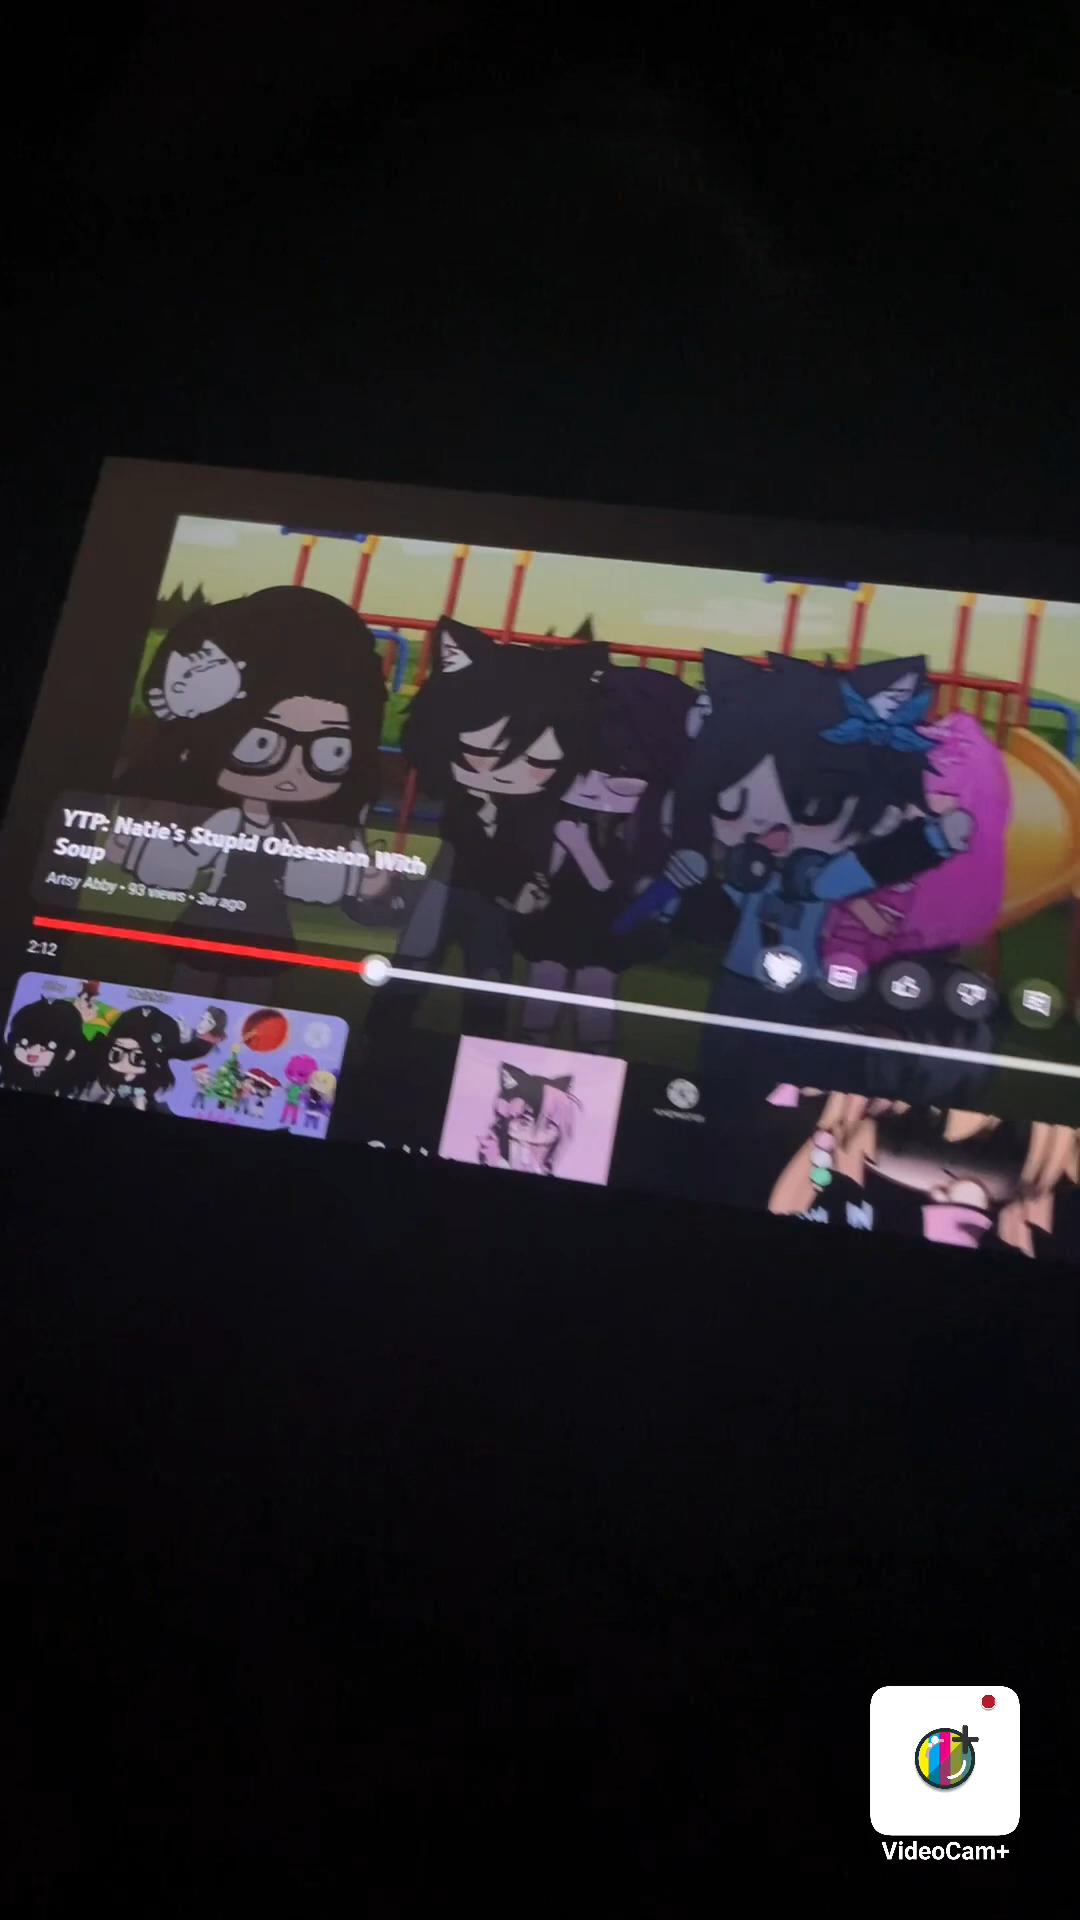 YTP: Natie's Stupid Obsession With
Soup
Artsy Abby • 93 views • 3w ago
2:12
N
VideoCam+